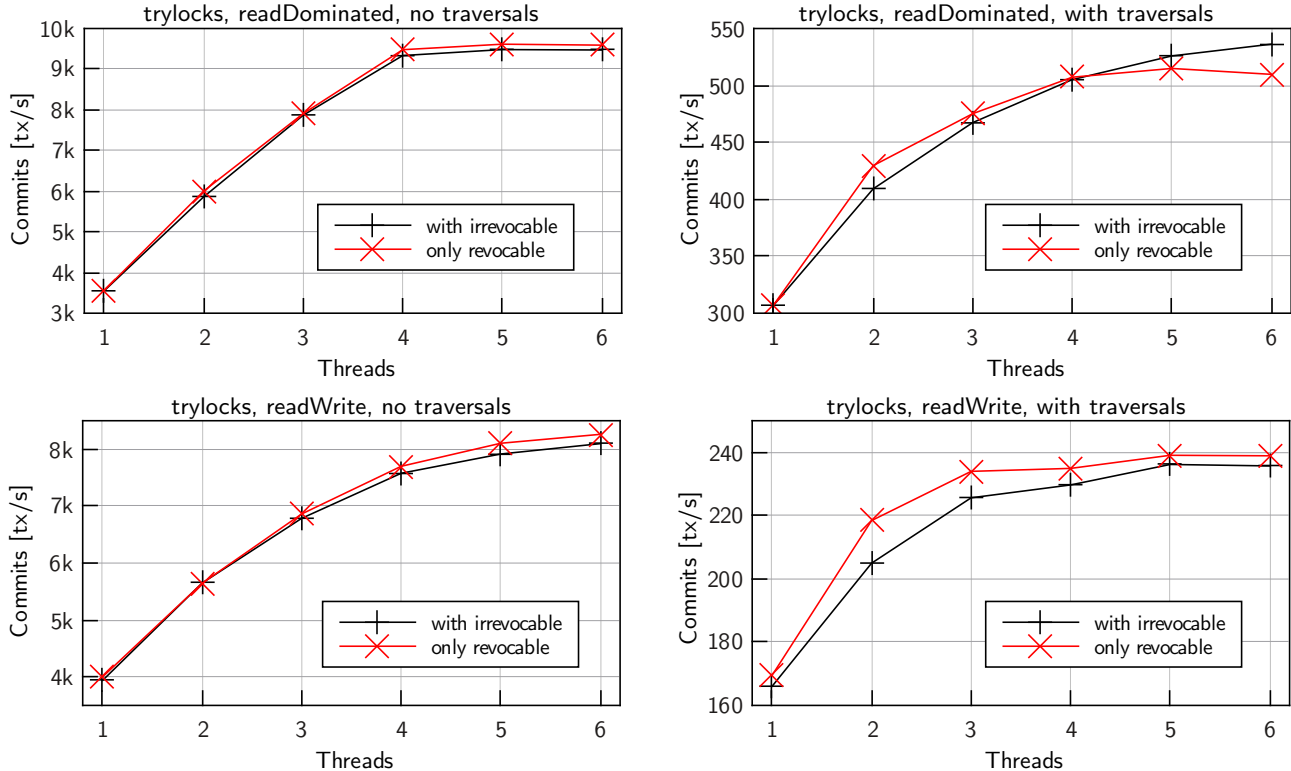 trylocks, readDominated, no traversals
Commits [tx/s]
10k
9k
8k
7k
6k
5k
4k
3k
with irrevocable
only revocable
1 2 3 4 5 6
Threads
trylocks, readDominated, with traversals
Commits [tx/s]
550
500
450
400
350
300
with irrevocable
only revocable
1 2 3 4 5 6
Threads
trylocks, readWrite, no traversals
Commits [tx/s]
8k
7k
6k
5k
4k
with irrevocable
only revocable
1 2 3 4 5 6
Threads
trylocks, readWrite, with traversals
Commits [tx/s]
240
220
200
180
160
with irrevocable
only revocable
1 2 3 4 5 6
Threads